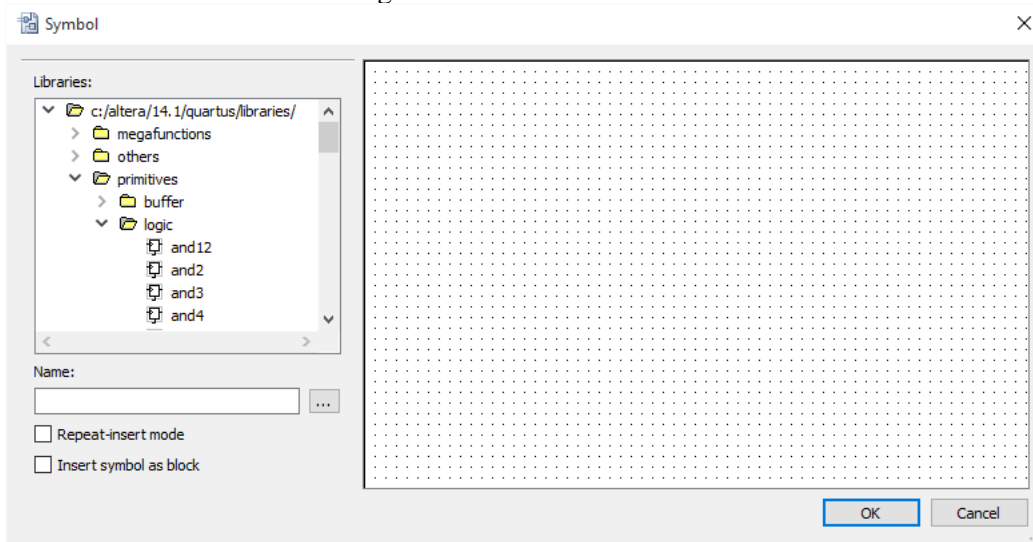 Symbol
Libraries:
c:/altera/14.1/quartus/libraries/
megafunctions
others
primitives
buffer
logic
and12
and2
and3
and4
Name:
...
Repeat-insert mode
Insert symbol as block
OK
Cancel